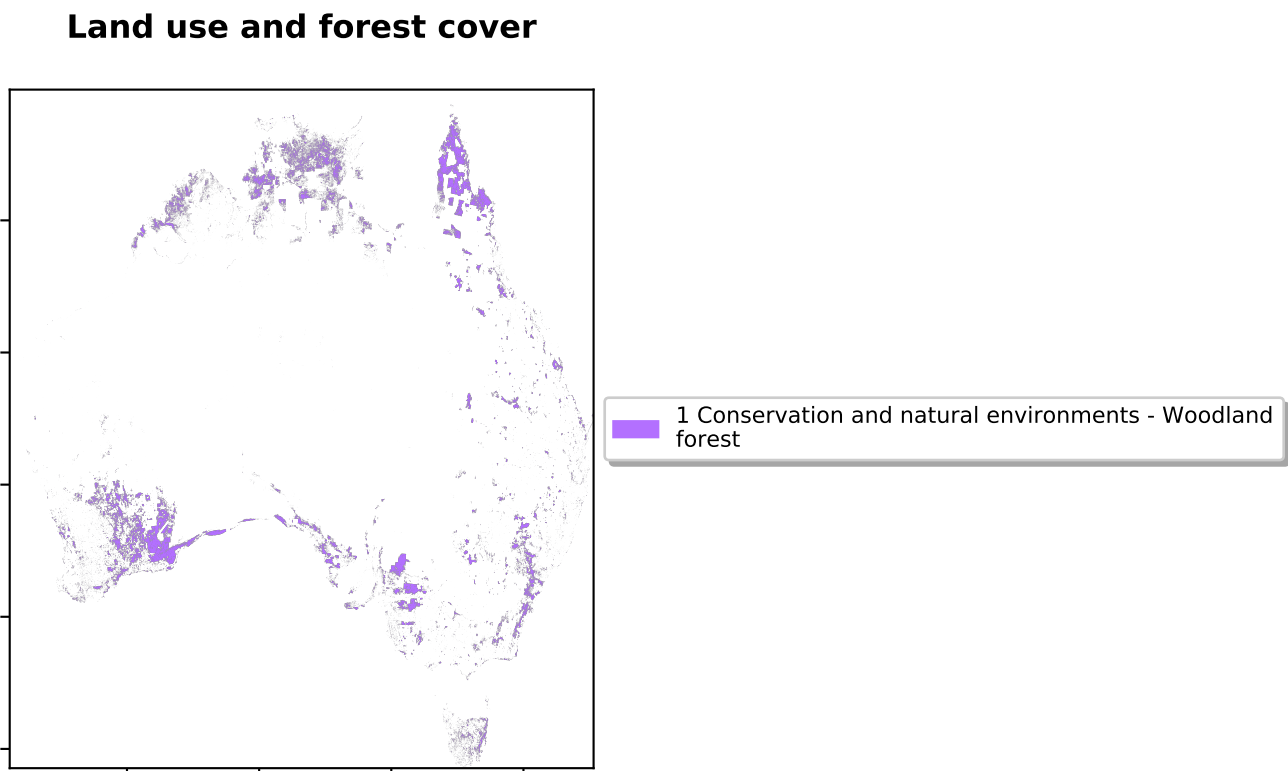 Land use and forest cover
1 Conservation and natural environments - Woodland
forest